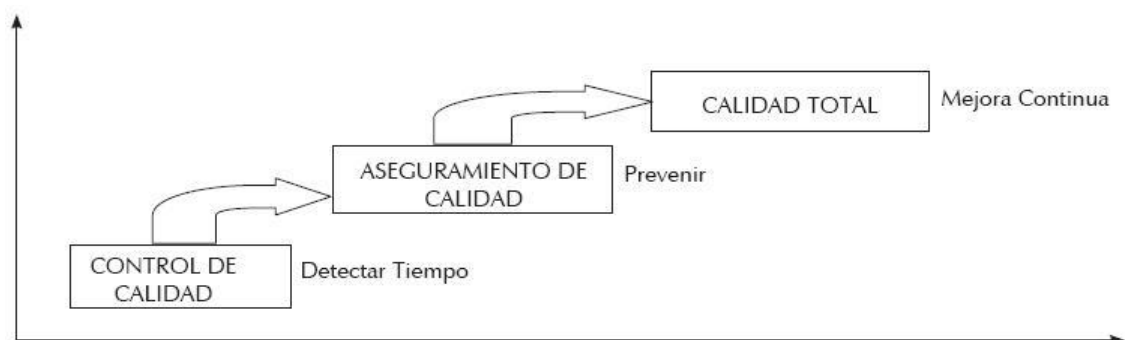 CALIDAD TOTAL
Mejora Continua
ASEGURAMIENTO DE
CALIDAD
Prevenir
CONTROL DE
CALIDAD
Detectar Tiempo